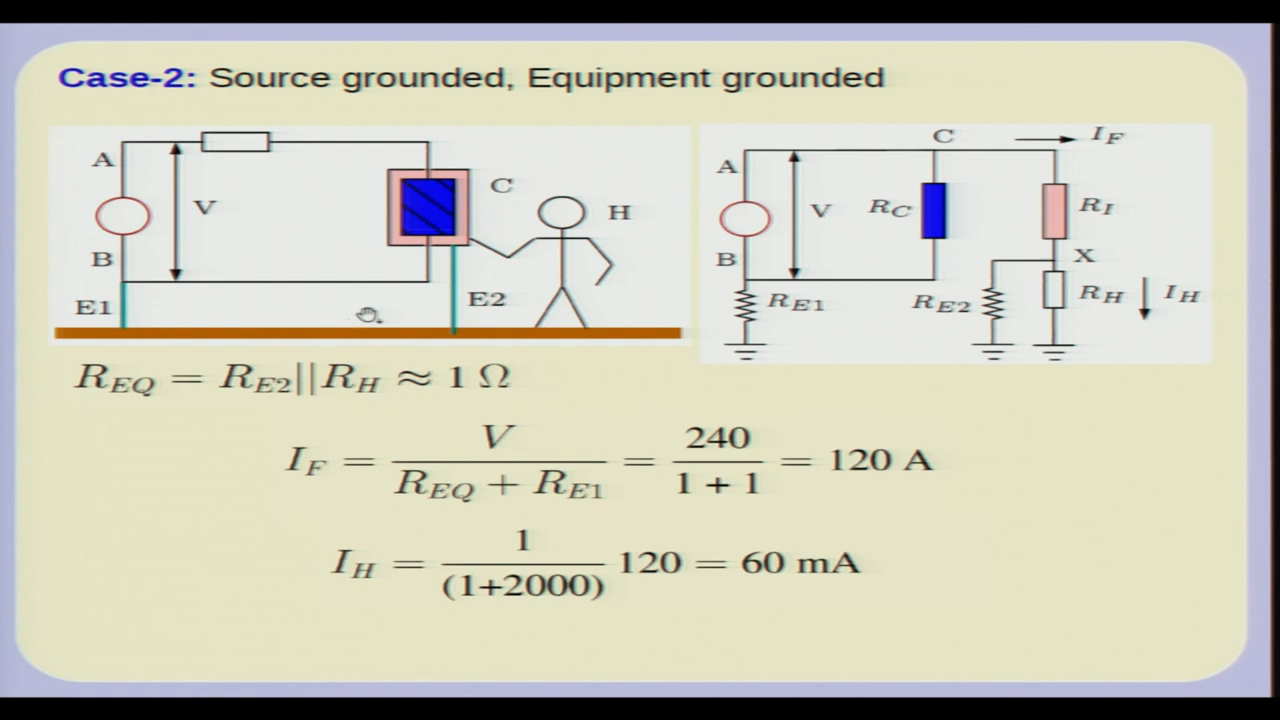 Case-2: Source grounded, Equipment grounded
A
B
E1
V
C
H
E2
A
B
V
C
I_F
R_C
R_I
X
R_E1
R_E2
R_H
I_H
R_EQ = R_E2||R_H ≈ 1 Ω
I_F = V / (R_EQ + R_E1) = 240 / (1 + 1) = 120 A
I_H = 1 / (1+2000) 120 = 60 mA